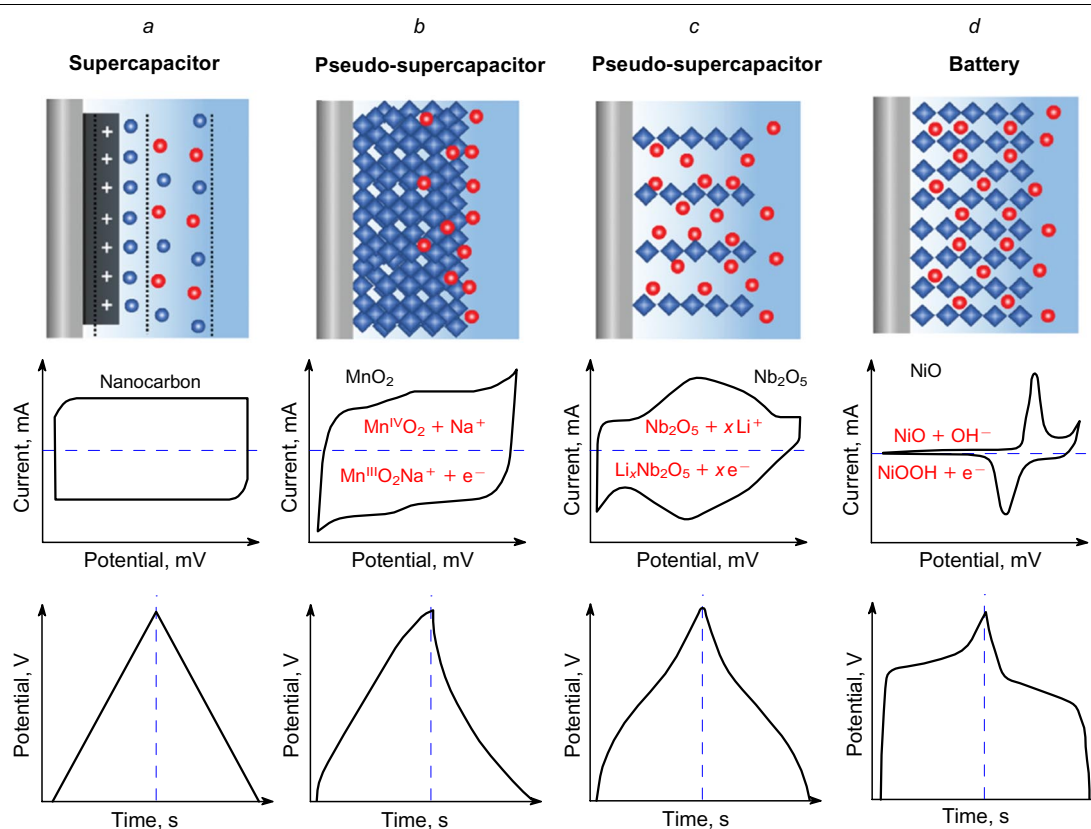 a
b
c
d
Supercapacitor
Pseudo-supercapacitor
Pseudo-supercapacitor
Battery
+
+
+
+
+
+
+
Current, mA
Nanocarbon
Potential, mV
Current, mA
MnO₂
MnᴵⱽO₂ + Na⁺
MnᴵᴵᴵO₂Na⁺ + e⁻
Potential, mV
Current, mA
Nb₂O₅
Nb₂O₅ + x Li⁺
LiₓNb₂O₅ + x e⁻
Potential, mV
Current, mA
NiO
NiO + OH⁻
NiOOH + e⁻
Potential, mV
Potential, V
Time, s
Potential, V
Time, s
Potential, V
Time, s
Potential, V
Time, s